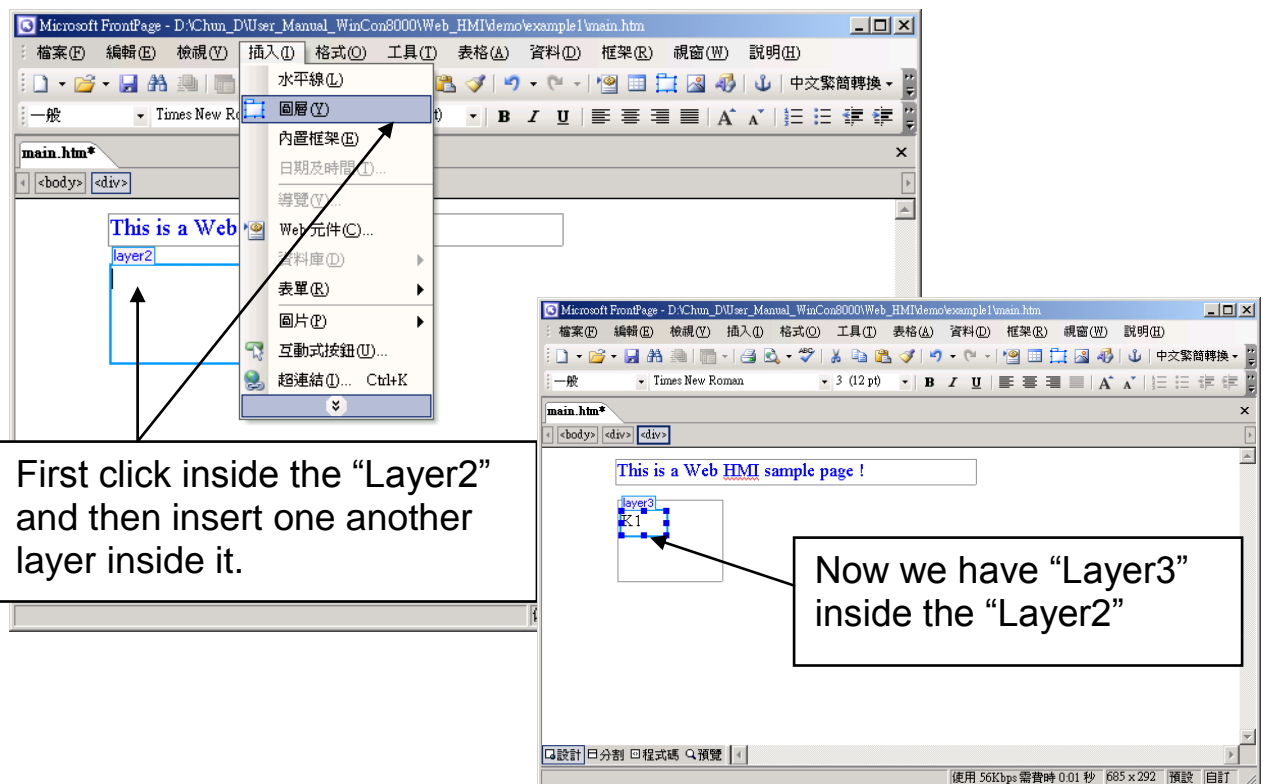 Microsoft FrontPage - D:\Chun_D\User_Manual_WinCon8000\Web_HMI\demo\example1\main.htm
檔案(F) 編輯(E) 檢視(V) 插入(I) 格式(O) 工具(T) 表格(A) 資料(D) 框架(R) 視窗(W) 說明(H)
中文繁簡轉換
一般 Times New B I U A A
main.htm*
<body> <div>
水平線(L)
圖層(Y)
內置框架(E)
日期及時間(T)...
導覽(V)...
Web 元件(C)...
資料庫(D)
表單(R)
圖片(P)
互動式按鈕(U)...
超連結(I)... Ctrl+K
This is a Web
layer2
First click inside the “Layer2”
and then insert one another
layer inside it.
Microsoft FrontPage - D:\Chun_D\User_Manual_WinCon8000\Web_HMI\demo\example1\main.htm
檔案(F) 編輯(E) 檢視(V) 插入(I) 格式(O) 工具(T) 表格(A) 資料(D) 框架(R) 視窗(W) 說明(H)
中文繁簡轉換
一般 Times New Roman 3 (12 pt) B I U A A
main.htm*
<body> <div> <div>
This is a Web HMI sample page !
layer3
K1
Now we have “Layer3”
inside the “Layer2”
設計 分割 程式碼 預覽
使用 56Kbps 需費時 0:01 秒 685 x 292 預設 自訂